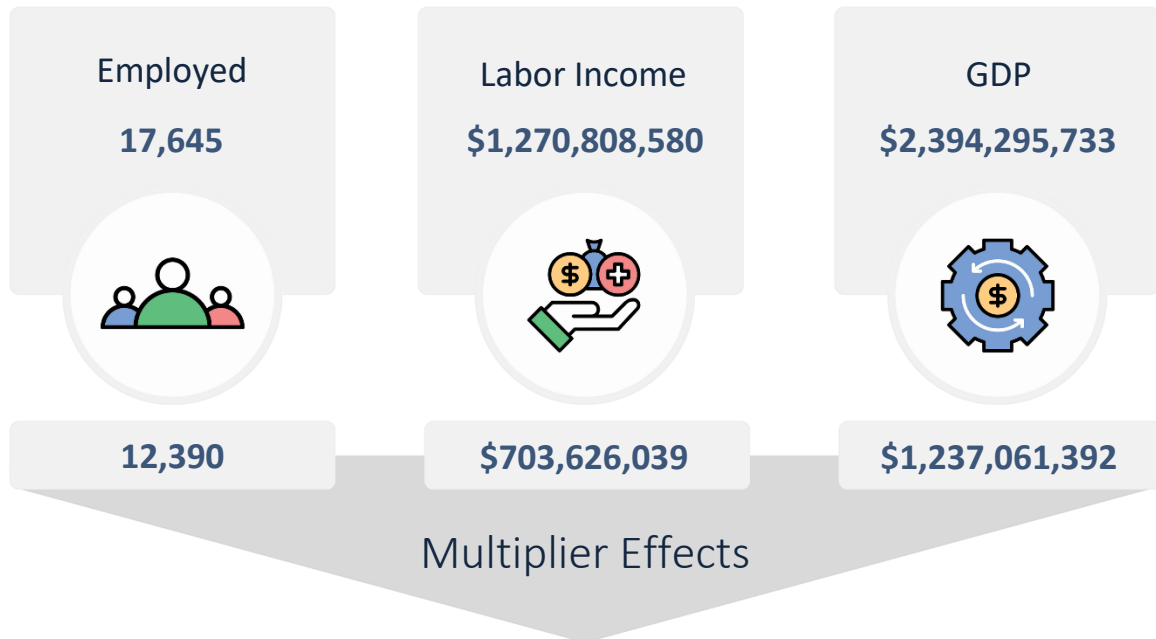 Employed
17,645
Labor Income
$1,270,808,580
GDP
$2,394,295,733
$
$
12,390
$703,626,039
$1,237,061,392
Multiplier Effects